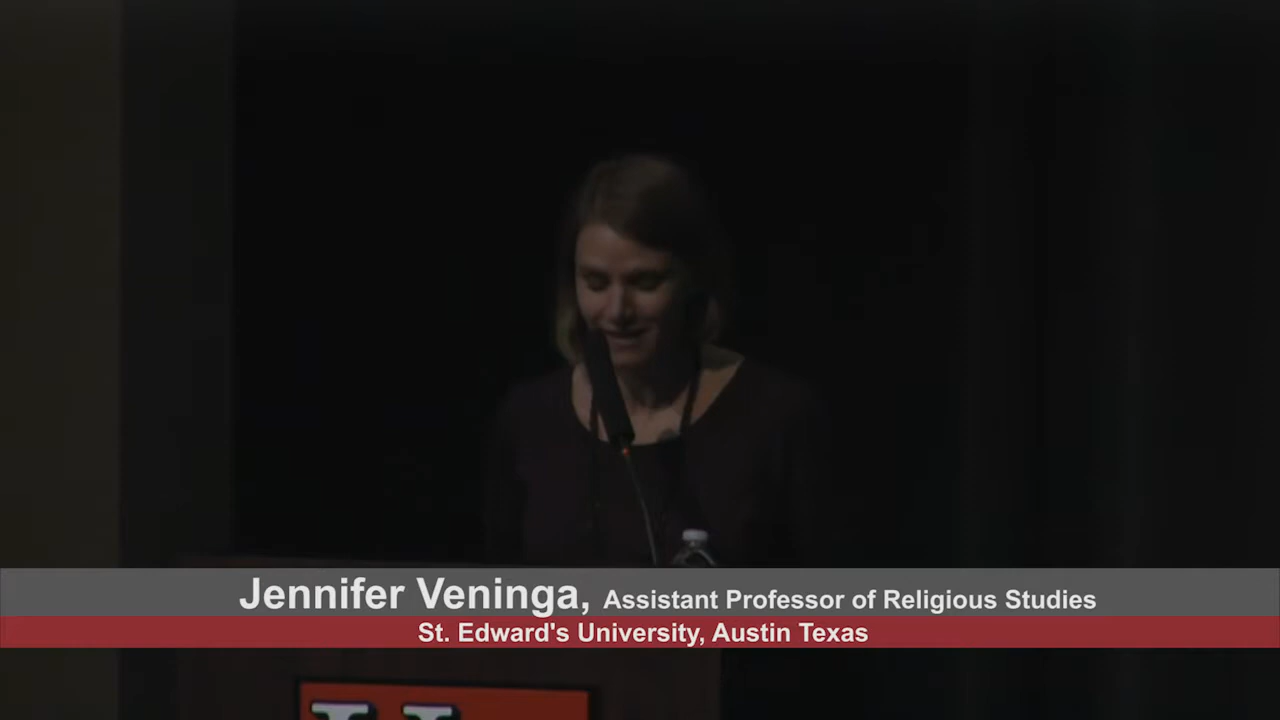 Jennifer Veninga, Assistant Professor of Religious Studies
St. Edward's University, Austin Texas